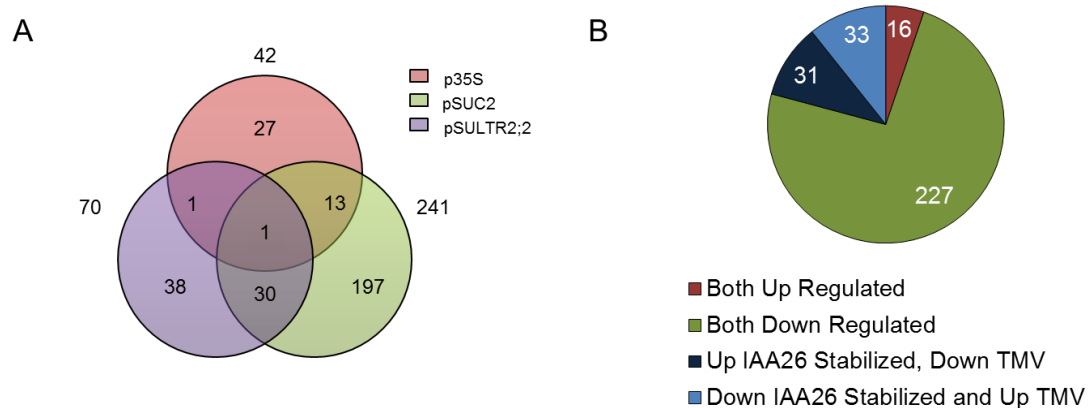 A
42
p35S
pSUC2
pSULTR2;2
27
70
1
13
241
1
38
30
197
B
33
16
31
227
Both Up Regulated
Both Down Regulated
Up IAA26 Stabilized, Down TMV
Down IAA26 Stabilized and Up TMV